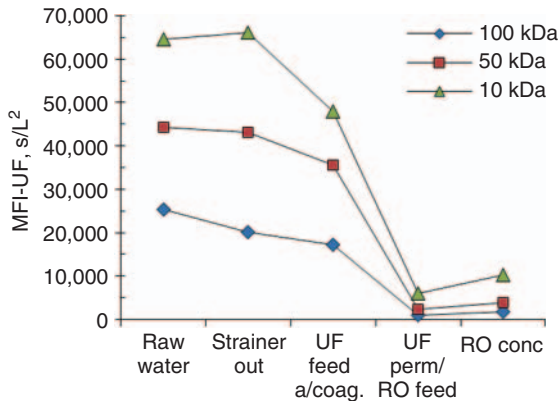 70,000
60,000
50,000
40,000
30,000
20,000
10,000
0
MFI-UF, s/L²
100 kDa
50 kDa
10 kDa
Raw
water
Strainer
out
UF
feed
a/coag.
UF
perm/
RO feed
RO conc